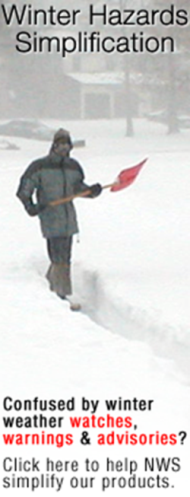 Winter Hazards
Simplification
Confused by winter
weather watches,
warnings & advisories?
Click here to help NWS
simplify our products.